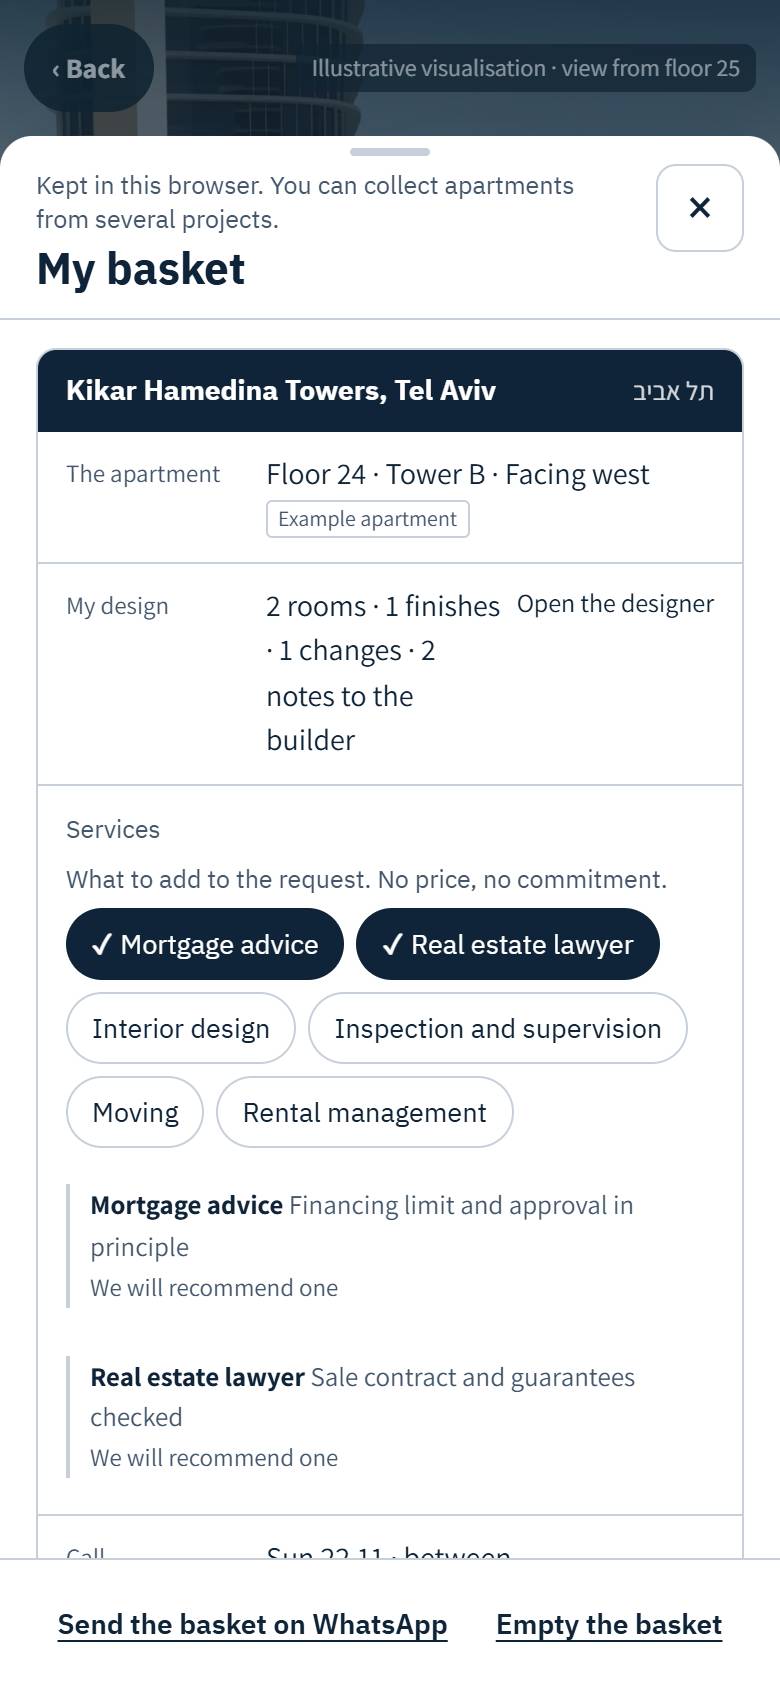 ‹ Back
Illustrative visualisation · view from floor 25
Kept in this browser. You can collect apartments
from several projects.
×
My basket
Kikar Hamedina Towers, Tel Aviv
תל אביב
The apartment
Floor 24 · Tower B · Facing west
Example apartment
My design
2 rooms · 1 finishes
· 1 changes · 2
notes to the
builder
Open the designer
Services
What to add to the request. No price, no commitment.
✓ Mortgage advice
✓ Real estate lawyer
Interior design
Inspection and supervision
Moving
Rental management
Mortgage advice Financing limit and approval in
principle
We will recommend one
Real estate lawyer Sale contract and guarantees
checked
We will recommend one
Call
Sun 22.11 · between
Send the basket on WhatsApp
Empty the basket